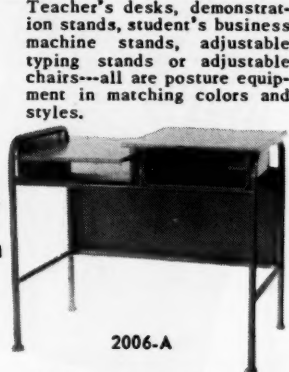 Teacher's desks, demonstrat-
ion stands, student's business
machine stands, adjustable
typing stands or adjustable
chairs---all are posture equip-
ment in matching colors and
styles.
2006-A